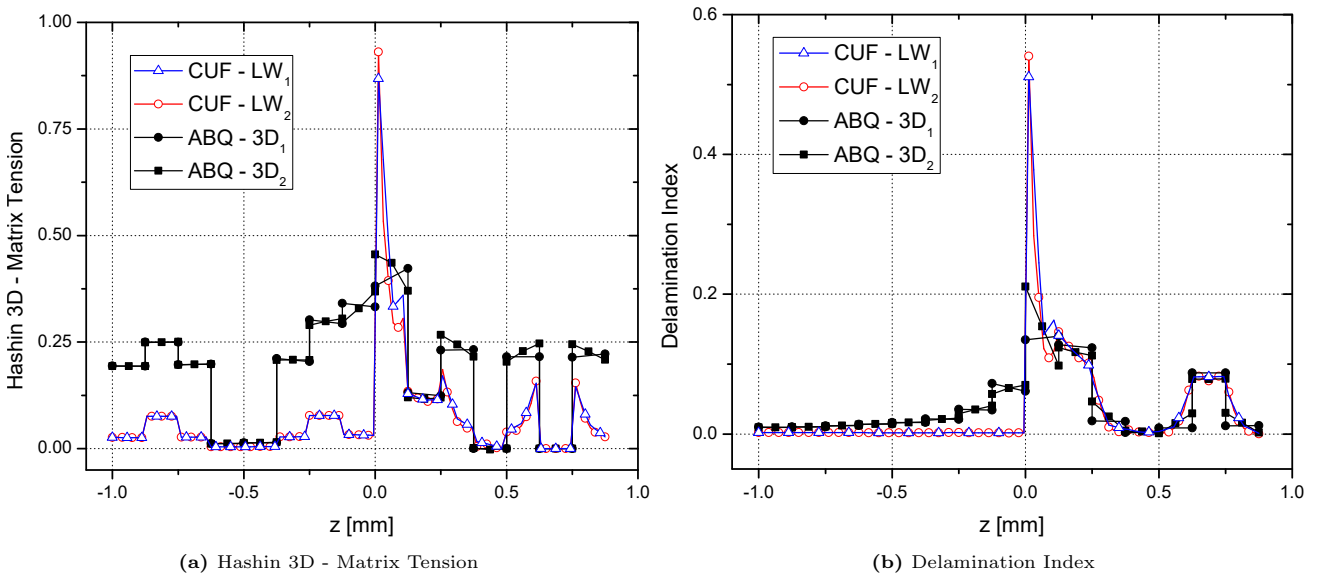 Hashin 3D - Matrix Tension
1.00
0.75
0.50
0.25
0.00
CUF - LW₁
CUF - LW₂
ABQ - 3D₁
ABQ - 3D₂
-1.0 -0.5 0.0 0.5 1.0
z [mm]
(a) Hashin 3D - Matrix Tension
Delamination Index
0.6
0.4
0.2
0.0
CUF - LW₁
CUF - LW₂
ABQ - 3D₁
ABQ - 3D₂
-1.0 -0.5 0.0 0.5 1.0
z [mm]
(b) Delamination Index